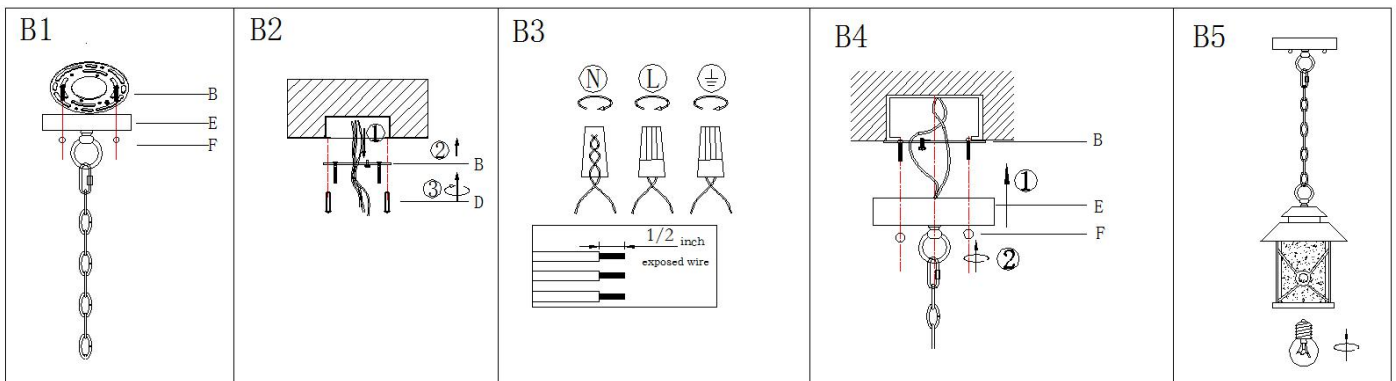 B1
B
E
F
B2
①
②
B
③
D
B3
N L ⏚
1/2 inch
exposed wire
B4
B
①
E
F
②
B5